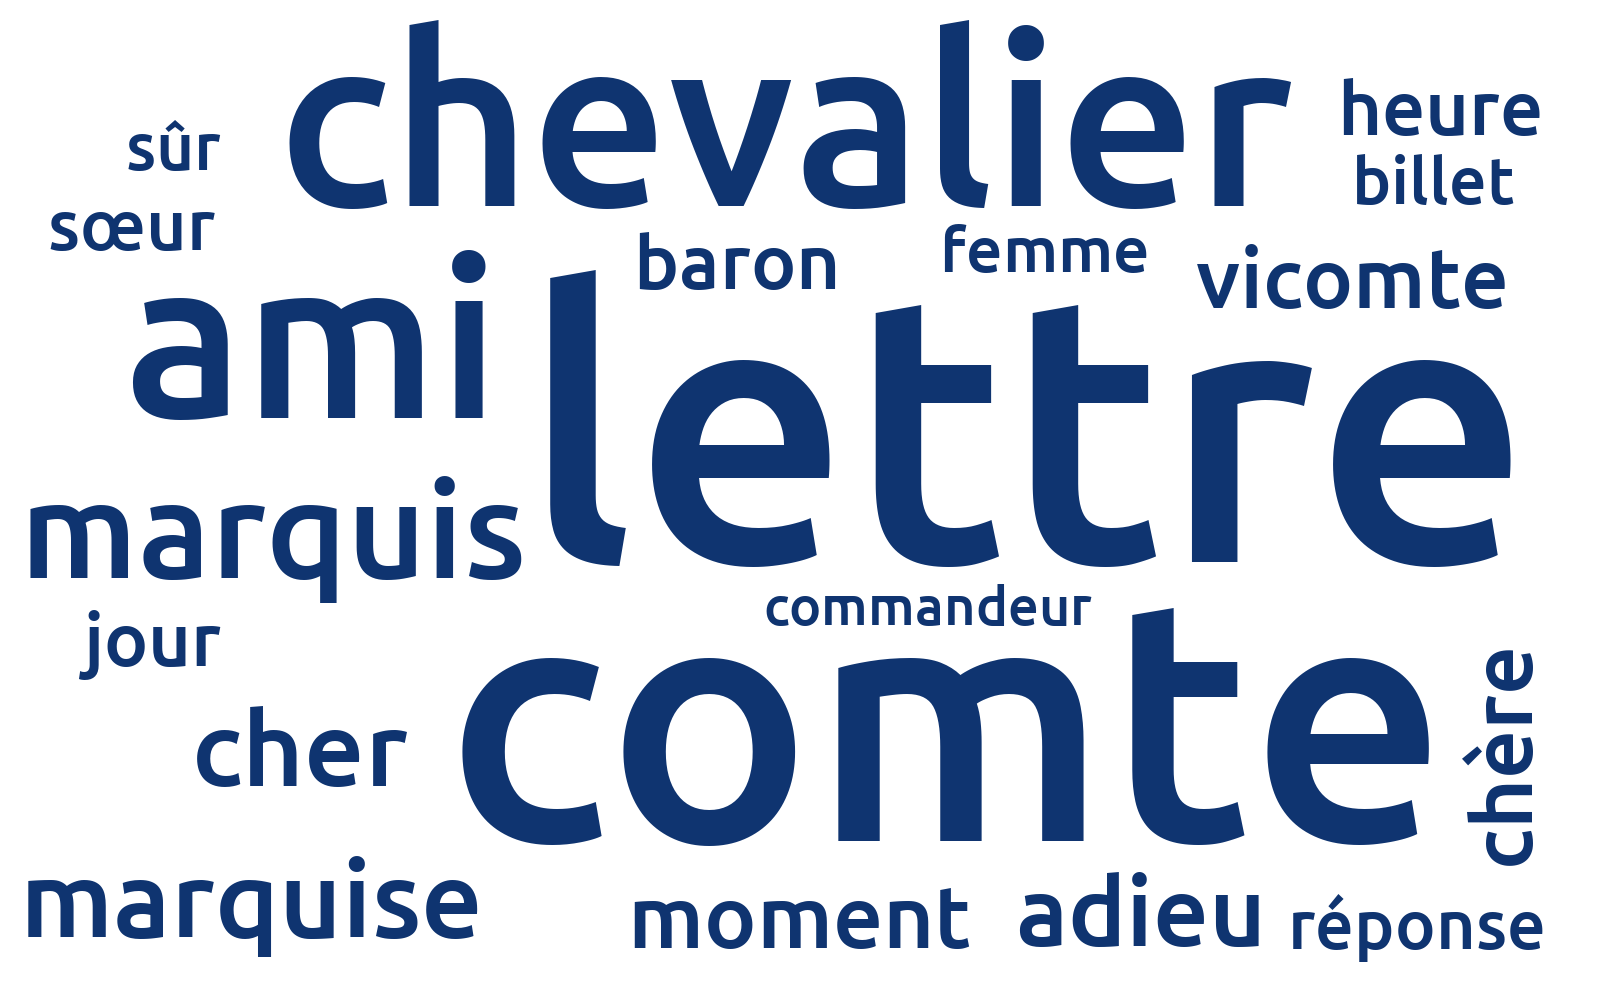 chevalier
heure
sûr
billet
sœur
baron
femme
vicomte
ami
lettre
marquis
commandeur
jour
comte
chère
cher
marquise
moment
adieu
réponse